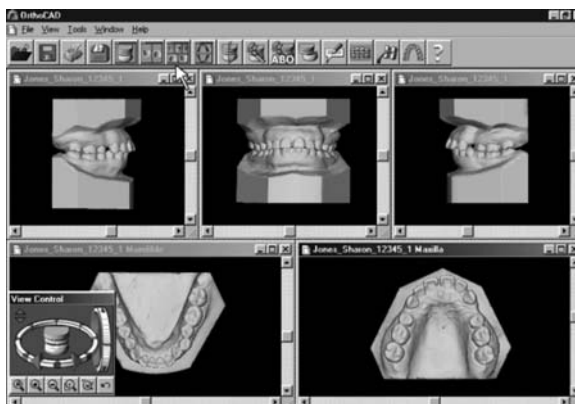 OrthoCAD
File View Tools Window Help
ABO
?
Jones_Sharon_12345_1
Jones_Sharon_12345_1
Jones_Sharon_12345_1
Jones_Sharon_12345_1 Mandible
Jones_Sharon_12345_1 Maxilla
View Control